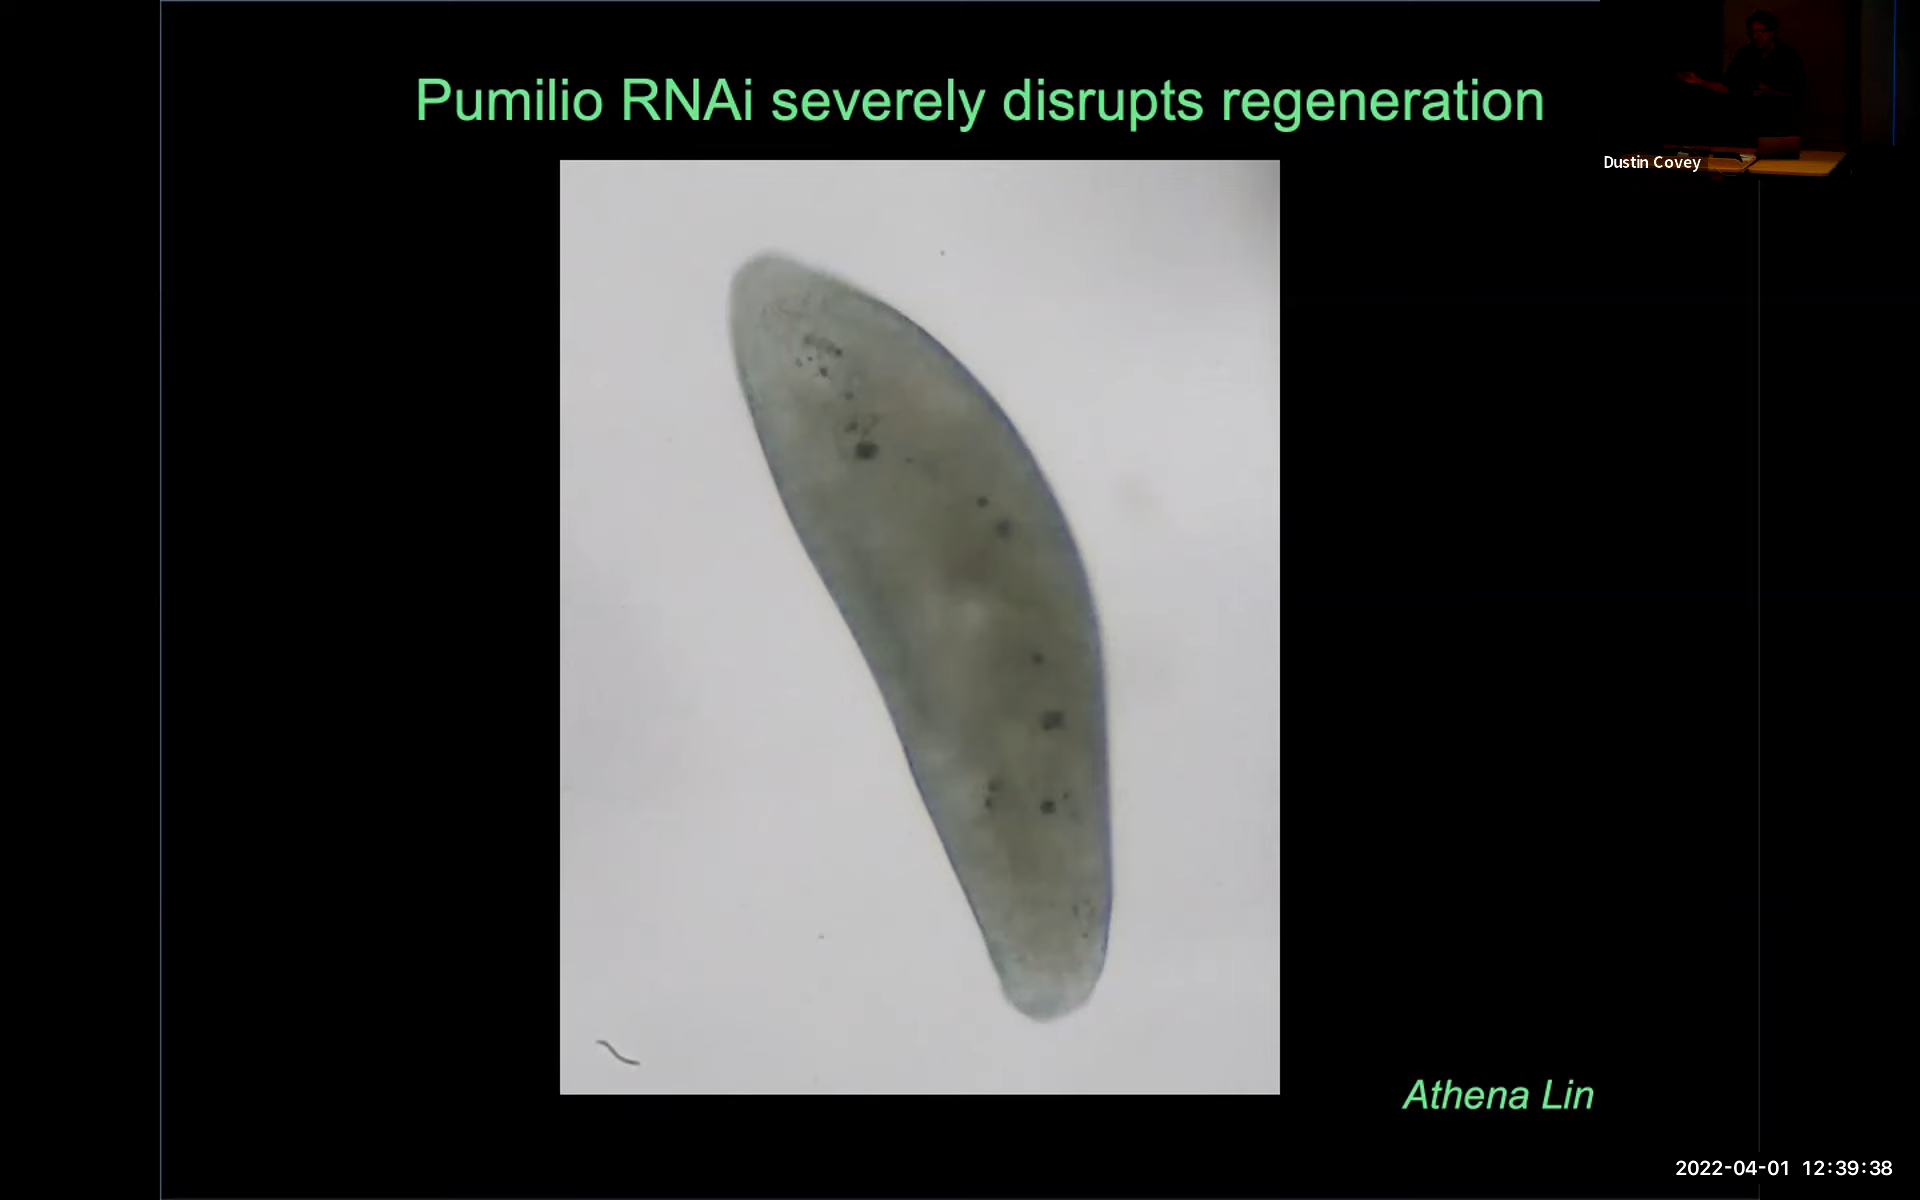 Pumilio RNAi severely disrupts regeneration
Dustin Covey
Athena Lin
2022-04-01 12:39:38